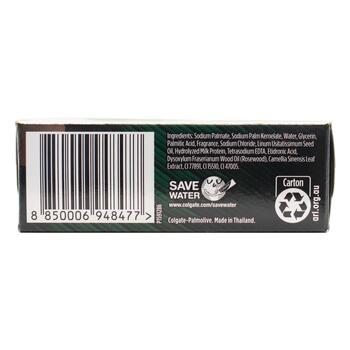 Ingredients: Sodium Palmate, Sodium Palm Kernelate, Water, Glycerin,
Palmitic Acid, Fragrance, Sodium Chloride, Linum Usitatissimum Seed
Oil, Hydrolyzed Milk Protein, Tetrasodium EDTA, Etidronic Acid,
Dysoxylum Fraserianum Wood Oil (Rosewood), Camellia Sinensis Leaf
Extract, CI 77891, CI 15510, CI 47005.
SAVE
WATER
www.colgate.com/savewater
Colgate-Palmolive. Made in Thailand.
Carton
arl.org.au
8 850006 948477 >